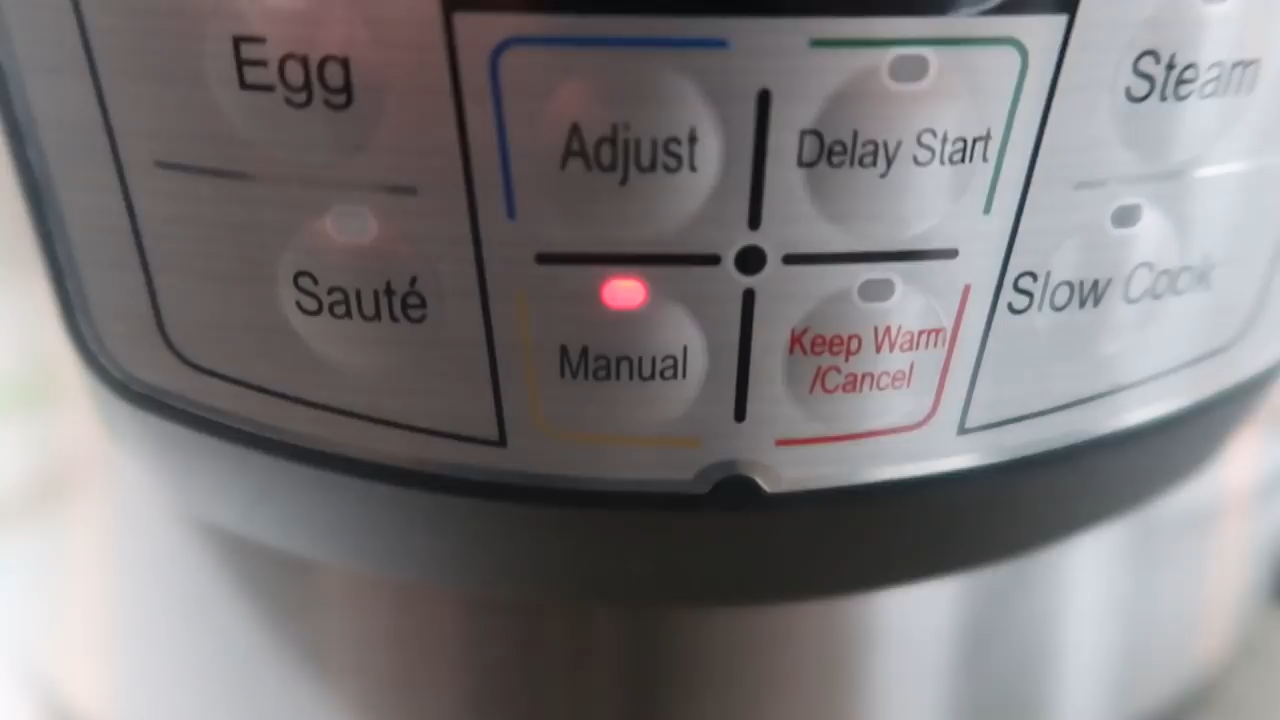 Egg
Adjust
Delay Start
Steam
Sauté
Manual
Keep Warm
/Cancel
Slow Cook